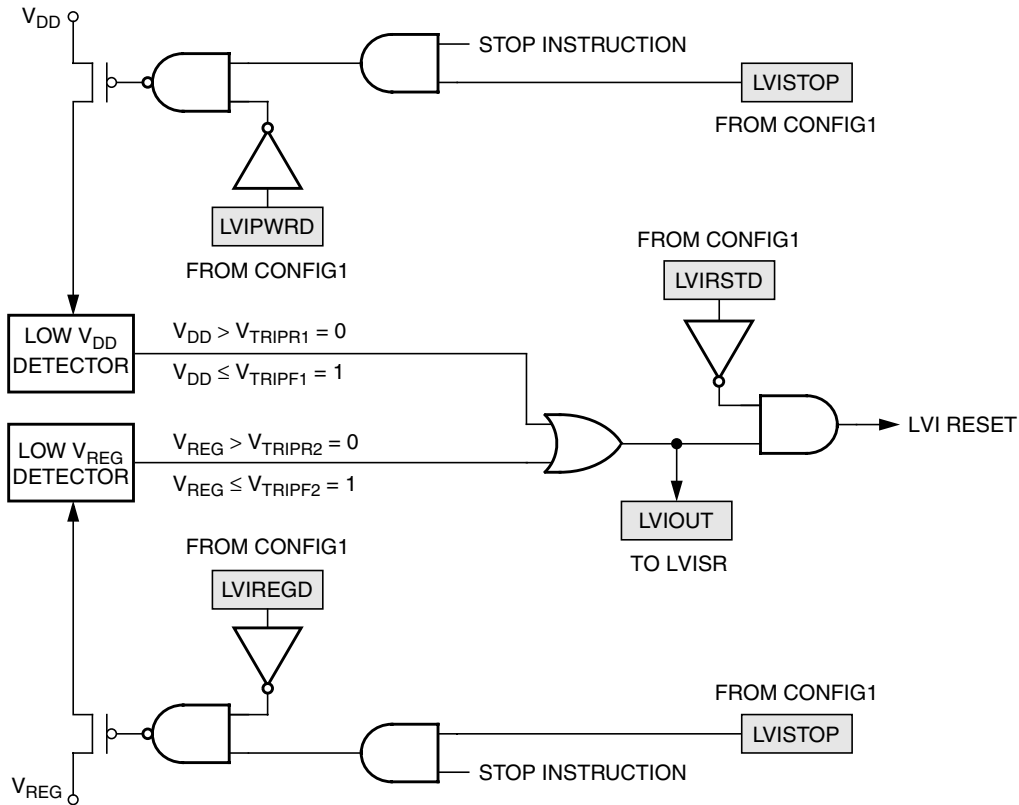 VDD
STOP INSTRUCTION
LVISTOP
FROM CONFIG1
LVIPWRD
FROM CONFIG1
FROM CONFIG1
LVIRSTD
LOW VDD
DETECTOR
VDD > VTRIPR1 = 0
VDD ≤ VTRIPF1 = 1
LVI RESET
LOW VREG
DETECTOR
VREG > VTRIPR2 = 0
VREG ≤ VTRIPF2 = 1
LVIOUT
TO LVISR
FROM CONFIG1
LVIREGD
FROM CONFIG1
LVISTOP
STOP INSTRUCTION
VREG